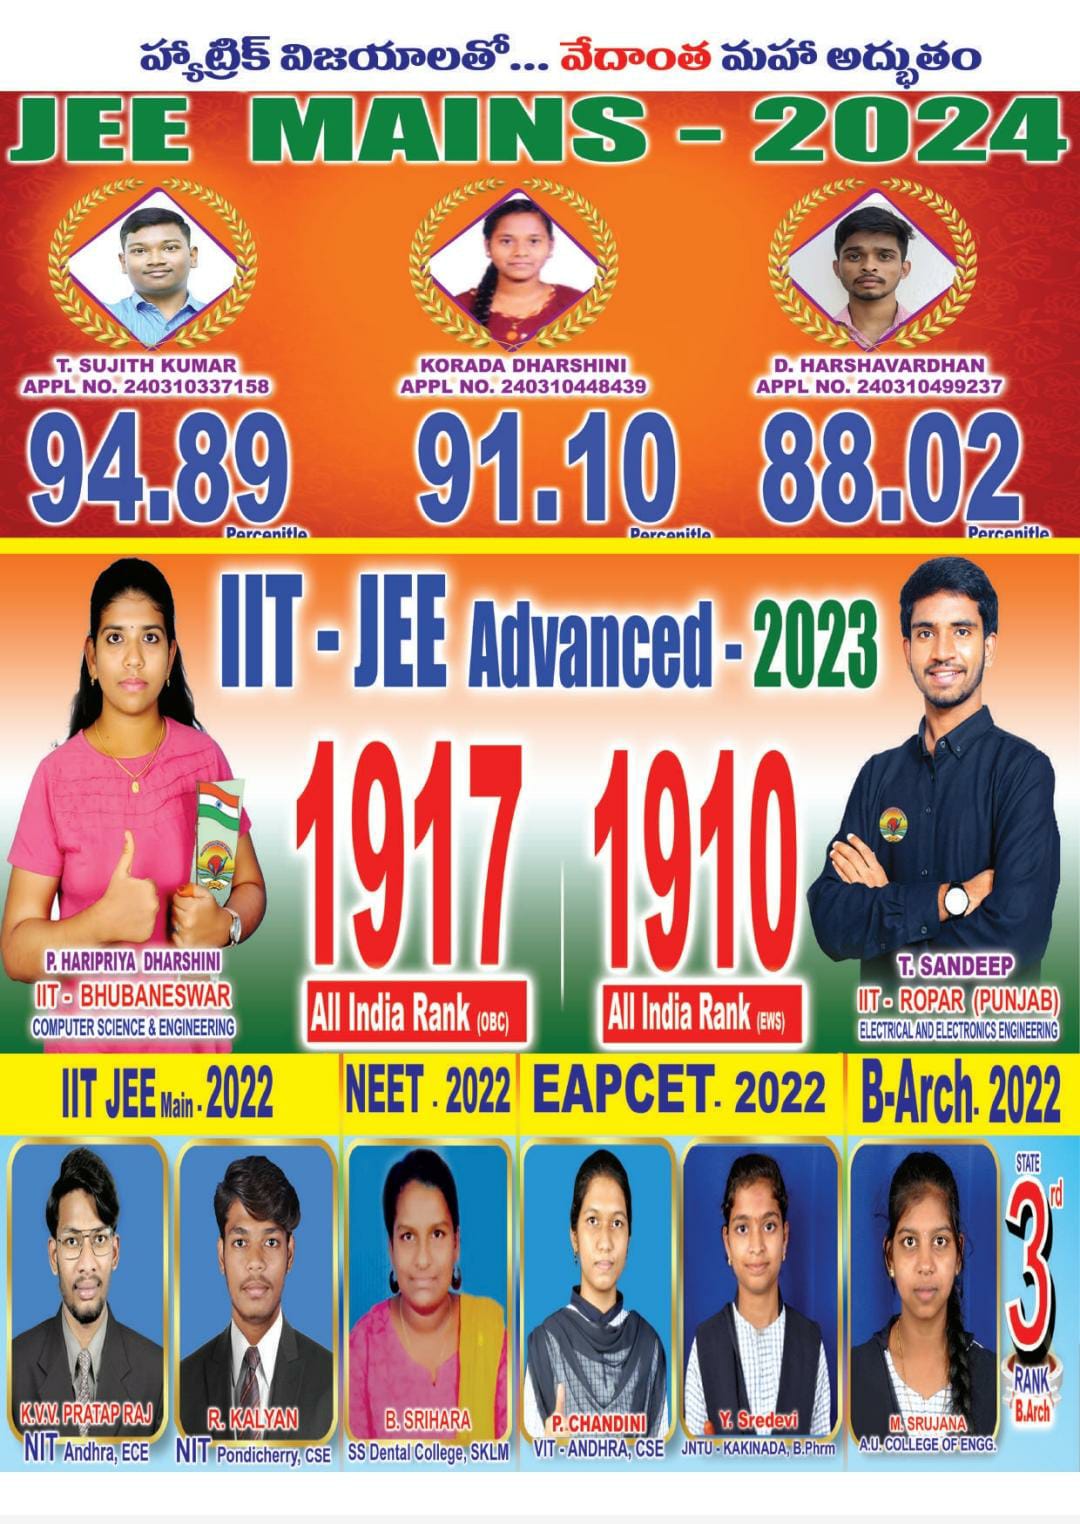 హ్యాట్రిక్ విజయాలతో... వేదాంత మహా అద్భుతం
JEE MAINS - 2024
T. SUJITH KUMAR
APPL NO. 240310337158
94.89
Percenitle
KORADA DHARSHINI
APPL NO. 240310448439
91.10
Percenitle
D. HARSHAVARDHAN
APPL NO. 240310499237
88.02
Percenitle
IIT - JEE Advanced - 2023
1917
All India Rank (OBC)
P. HARIPRIYA DHARSHINI
IIT - BHUBANESWAR
COMPUTER SCIENCE & ENGINEERING
1910
All India Rank (EWS)
T. SANDEEP
IIT - ROPAR (PUNJAB)
ELECTRICAL AND ELECTRONICS ENGINEERING
IIT JEE Main - 2022
K.V.V. PRATAP RAJ
NIT Andhra, ECE
R. KALYAN
NIT Pondicherry, CSE
NEET - 2022
B. SRIHARA
SS Dental College, SKLM
EAPCET - 2022
P. CHANDINI
VIT - ANDHRA, CSE
Y. Sredevi
JNTU - KAKINADA, B.Phrm
B-Arch - 2022
M. SRUJANA
A.U. COLLEGE OF ENGG.
STATE
3rd
RANK
B.Arch